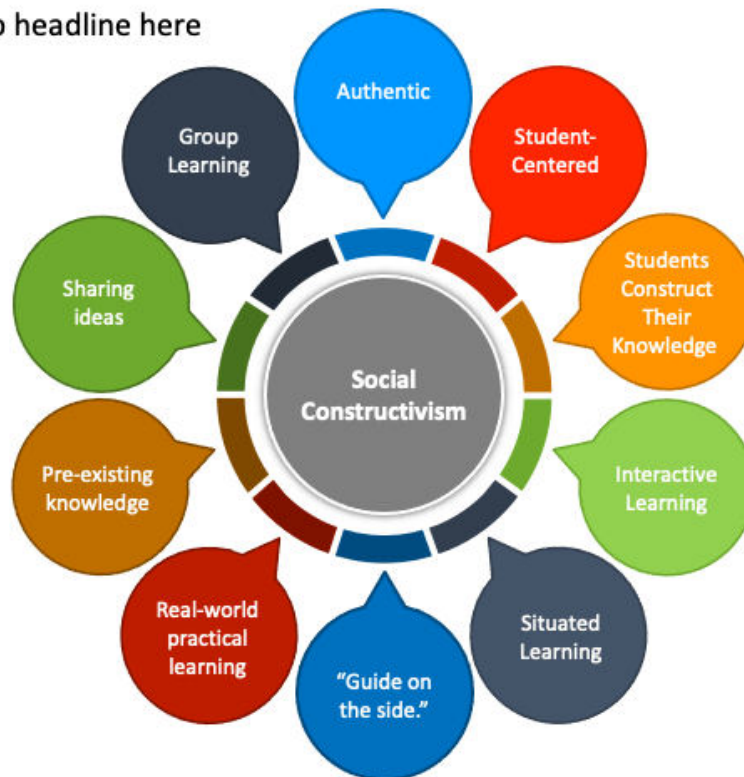 headline here
Authentic
Student-
Centered
Students
Construct
Their
Knowledge
Interactive
Learning
Situated
Learning
“Guide on
the side.”
Real-world
practical
learning
Pre-existing
knowledge
Sharing
ideas
Group
Learning
Social
Constructivism